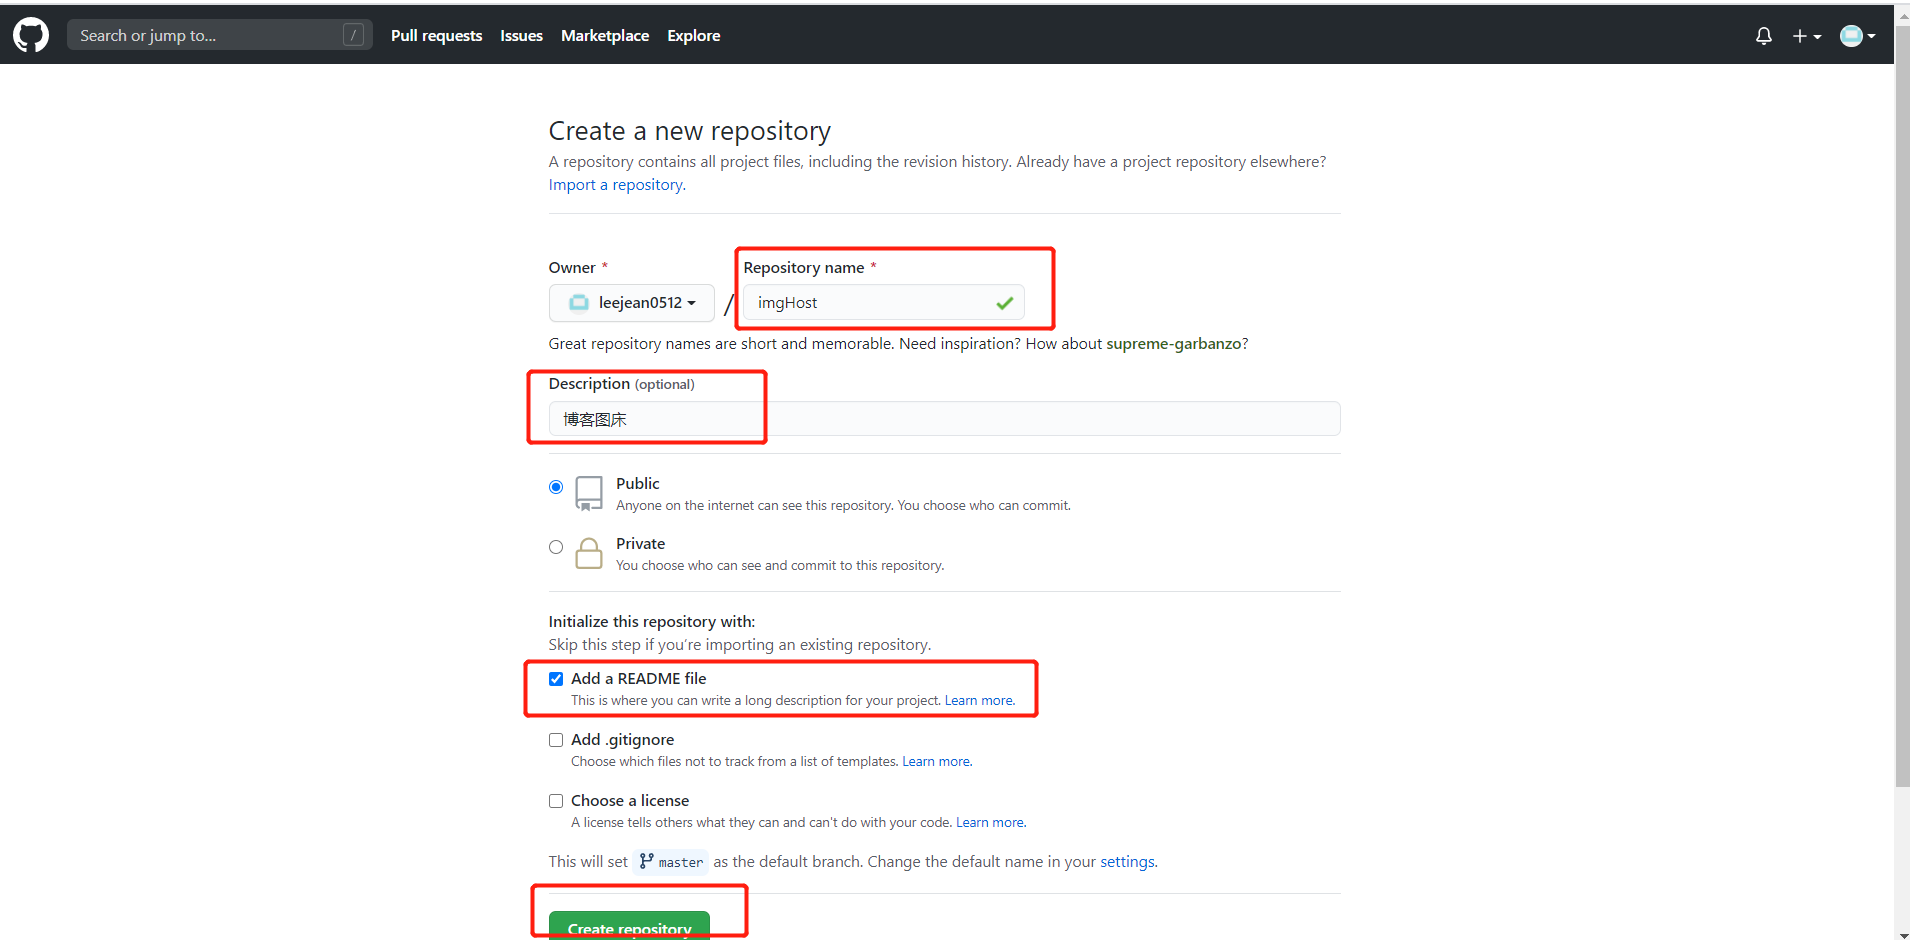 Search or jump to... /
Pull requests Issues Marketplace Explore
Create a new repository
A repository contains all project files, including the revision history. Already have a project repository elsewhere?
Import a repository.
Owner * Repository name *
leejean0512 / imgHost
Great repository names are short and memorable. Need inspiration? How about supreme-garbanzo?
Description (optional)
博客图床
Public
Anyone on the internet can see this repository. You choose who can commit.
Private
You choose who can see and commit to this repository.
Initialize this repository with:
Skip this step if you're importing an existing repository.
Add a README file
This is where you can write a long description for your project. Learn more.
Add .gitignore
Choose which files not to track from a list of templates. Learn more.
Choose a license
A license tells others what they can and can't do with your code. Learn more.
This will set master as the default branch. Change the default name in your settings.
Create repository